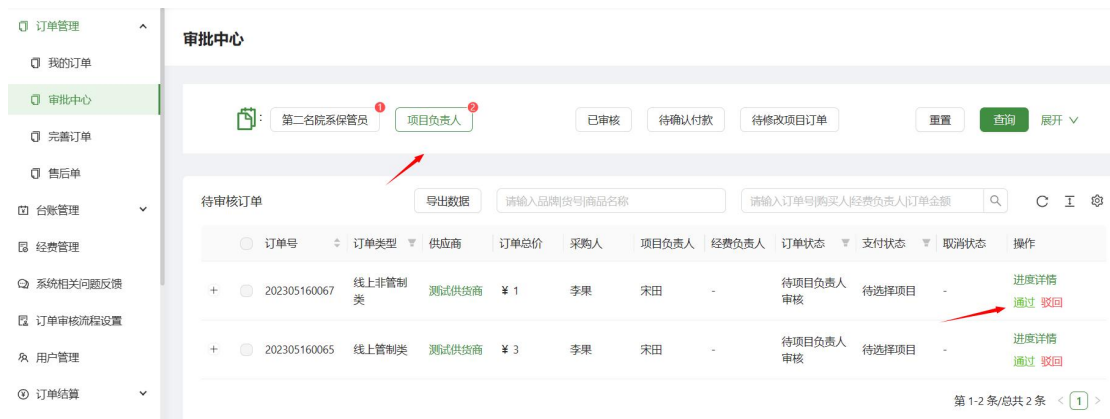 订单管理
我的订单
审批中心
完善订单
售后单
台账管理
经费管理
系统相关问题反馈
订单审核流程设置
用户管理
订单结算
审批中心
: 第二名院系保管员 1 项目负责人 2 已审核 待确认付款 待修改项目订单 重置 查询 展开
待审核订单 导出数据 请输入品牌|货号|商品名称 请输入订单号|购买人|经费负责人|订单金额
订单号 订单类型 供应商 订单总价 采购人 项目负责人 经费负责人 订单状态 支付状态 取消状态 操作
+ 202305160067 线上非管制类 测试供货商 ¥ 1 李果 宋田 - 待项目负责人审核 待选择项目 - 进度详情
通过 驳回
+ 202305160065 线上管制类 测试供货商 ¥ 3 李果 宋田 - 待项目负责人审核 待选择项目 - 进度详情
通过 驳回
第 1-2 条/总共 2 条 < 1 >